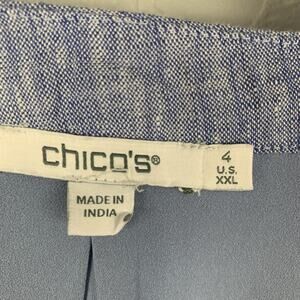 chico's®
4
U.S.
XXL
MADE IN
INDIA